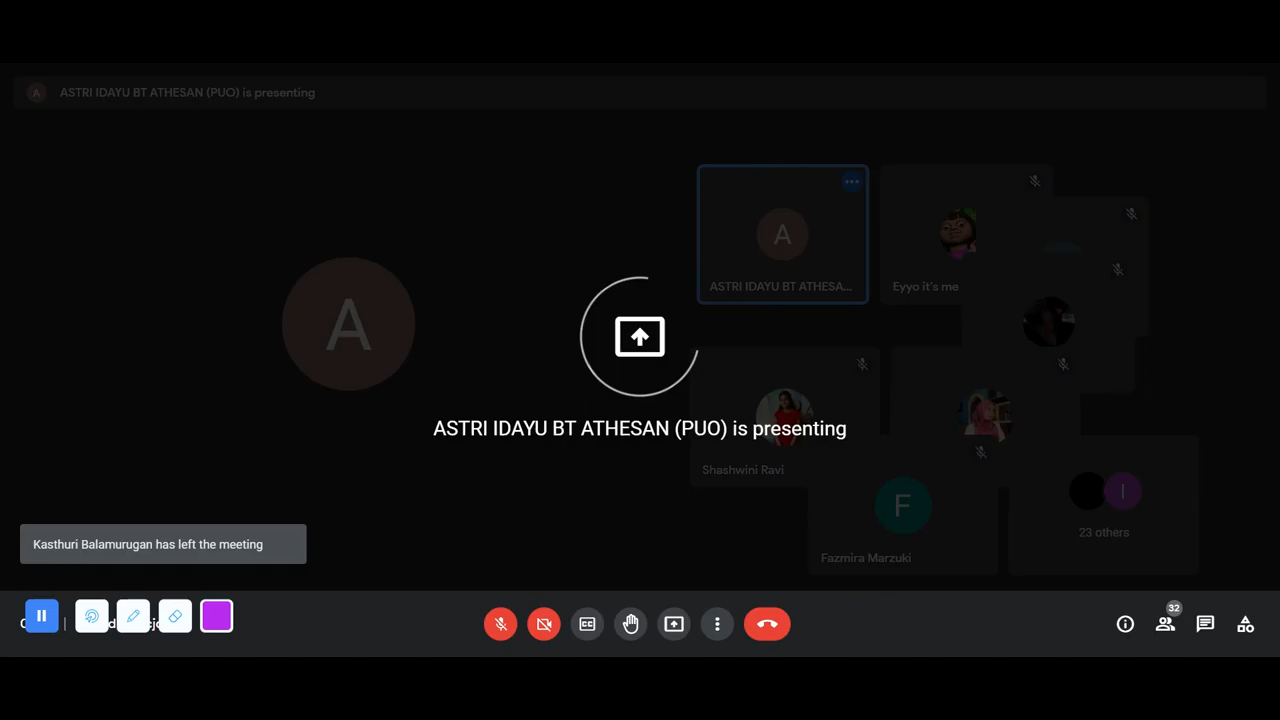 A
ASTRI IDAYU BT ATHESAN (PUO) is presenting
A
A
ASTRI IDAYU BT ATHESA...
Eyyo it's me
ASTRI IDAYU BT ATHESAN (PUO) is presenting
Shashwini Ravi
F
Fazmira Marzuki
I
23 others
Kasthuri Balamurugan has left the meeting
CC
32